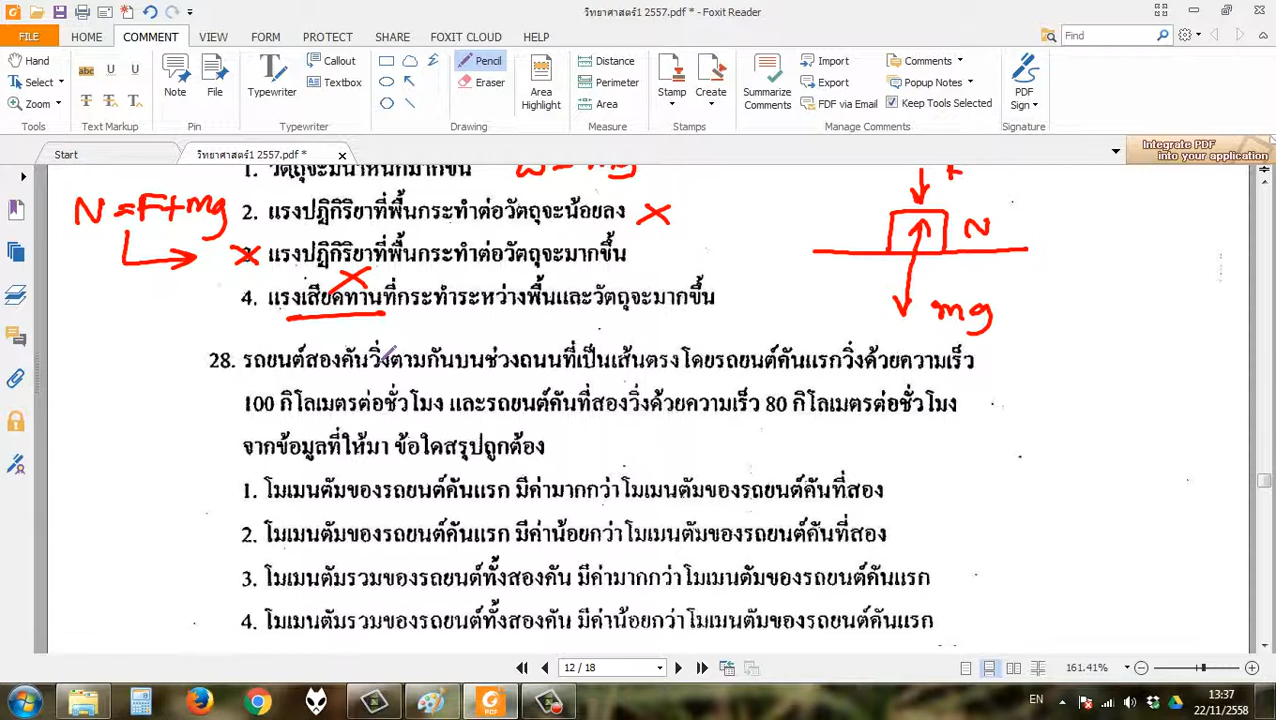 วิทยาศาสตร์1 2557.pdf * - Foxit Reader
FILE HOME COMMENT VIEW FORM PROTECT SHARE FOXIT CLOUD HELP
Find
Hand
Select
Zoom
Tools
Text Markup
Note
File
Pin
Typewriter
Callout
Textbox
Typewriter
Pencil
Eraser
Area Highlight
Drawing
Distance
Perimeter
Area
Measure
Stamp
Create
Stamps
Summarize Comments
Import
Export
FDF via Email
Comments
Popup Notes
Keep Tools Selected
Manage Comments
PDF Sign
Signature
Start
วิทยาศาสตร์1 2557.pdf *
Integrate PDF
into your application
1. วัตถุจะมีน้ำหนักมากขึ้น
W = mg
F
N = F+mg
2. แรงปฏิกิริยาที่พื้นกระทำต่อวัตถุจะน้อยลง
N
แรงปฏิกิริยาที่พื้นกระทำต่อวัตถุจะมากขึ้น
4. แรงเสียดทานที่กระทำระหว่างพื้นและวัตถุจะมากขึ้น
mg
28. รถยนต์สองคันวิ่งตามกันบนช่วงถนนที่เป็นเส้นตรง โดยรถยนต์คันแรกวิ่งด้วยความเร็ว
100 กิโลเมตรต่อชั่วโมง และรถยนต์คันที่สองวิ่งด้วยความเร็ว 80 กิโลเมตรต่อชั่วโมง
จากข้อมูลที่ให้มา ข้อใดสรุปถูกต้อง
1. โมเมนตัมของรถยนต์คันแรก มีค่ามากกว่าโมเมนตัมของรถยนต์คันที่สอง
2. โมเมนตัมของรถยนต์คันแรก มีค่าน้อยกว่าโมเมนตัมของรถยนต์คันที่สอง
3. โมเมนตัมรวมของรถยนต์ทั้งสองคัน มีค่ามากกว่าโมเมนตัมของรถยนต์คันแรก
4. โมเมนตัมรวมของรถยนต์ทั้งสองคัน มีค่าน้อยกว่าโมเมนตัมของรถยนต์คันแรก
12 / 18
161.41%
EN
13:37
22/11/2558